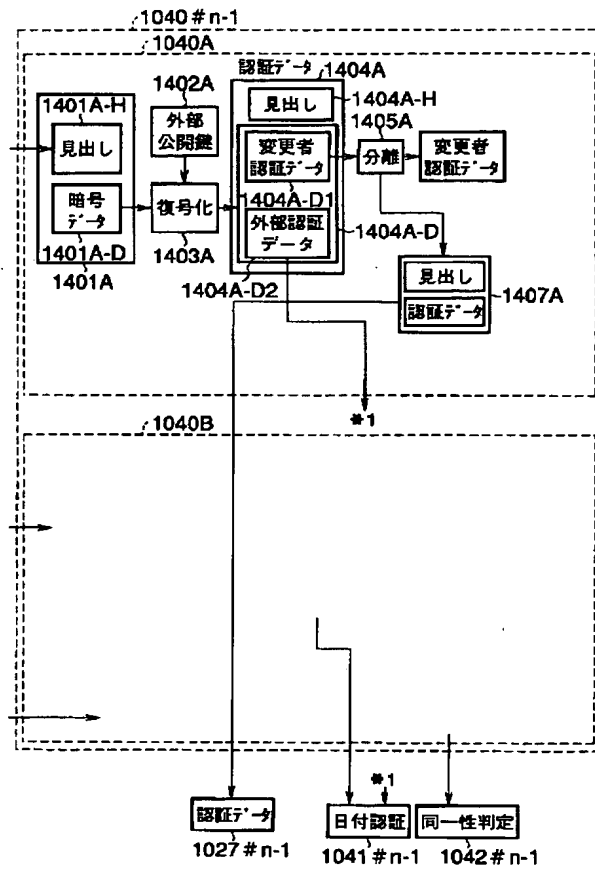 1040#n-1
1040A
認証データ
1404A
1402A
1401A-H
見出し
1404A-H
1405A
外部
公開鍵
見出し
変更者
認証データ
分離
変更者
認証データ
暗号
データ
復号化
1404A-D1
1404A-D
外部認証
データ
1401A-D
1403A
1401A
1404A-D2
見出し
1407A
認証データ
*1
1040B
*1
認証データ
日付認証
同一性判定
1027#n-1
1041#n-1
1042#n-1